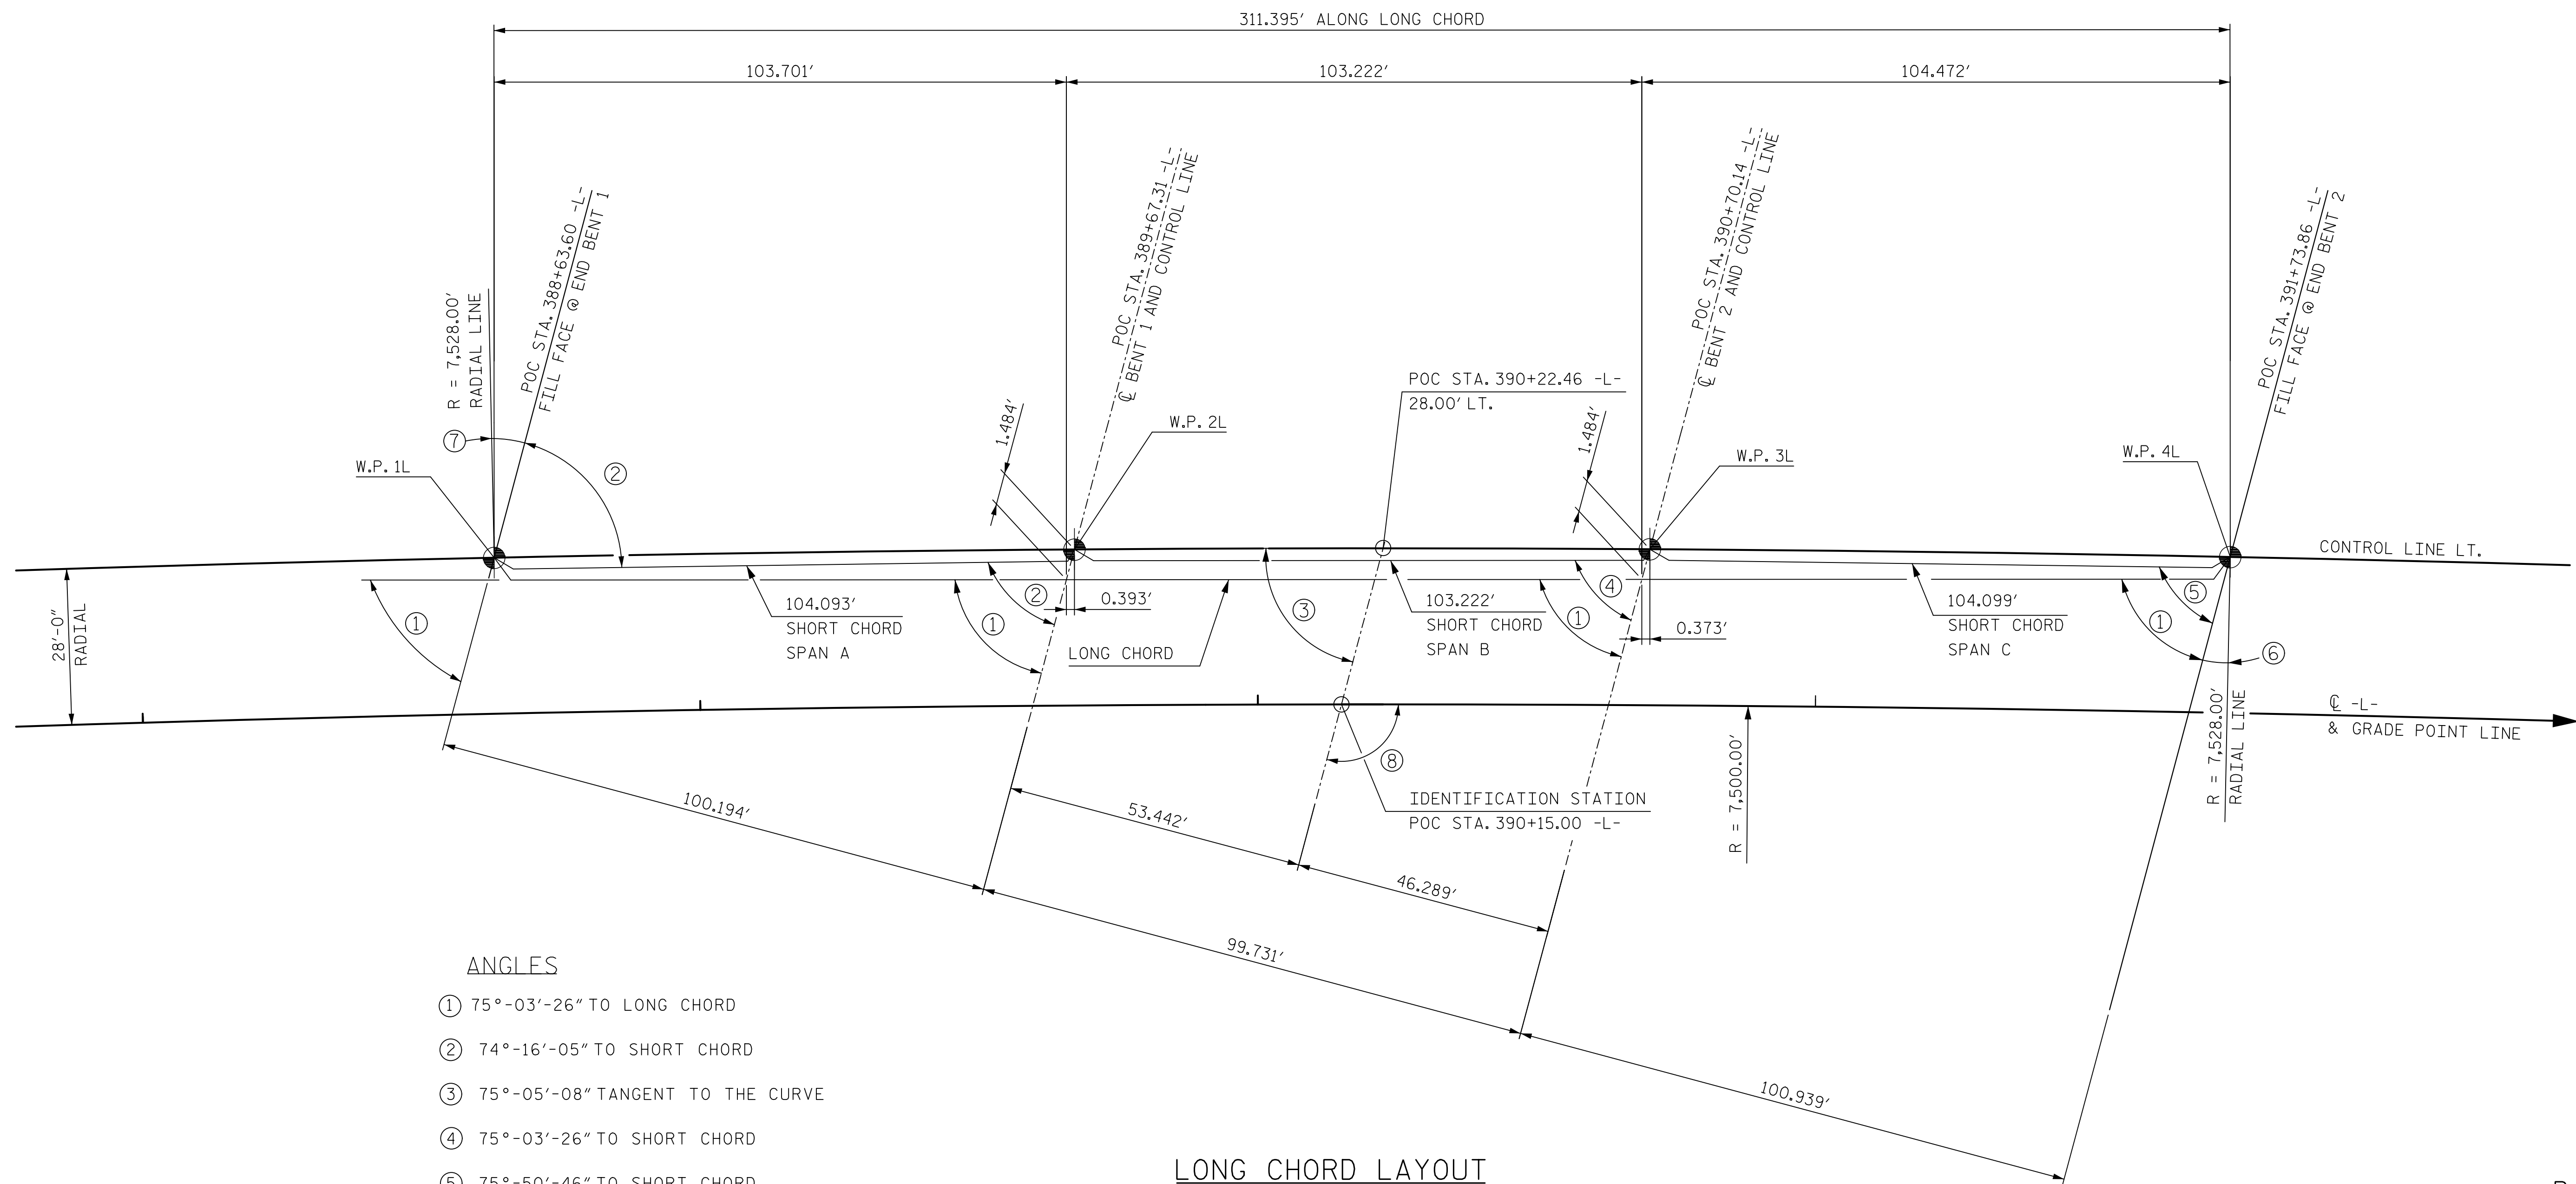 311.395' ALONG LONG CHORD
103.701'
103.222'
104.472'
R = 7,528.00'
RADIAL LINE
POC STA. 388+63.60 -L-
FILL FACE @ END BENT 1
POC STA. 389+67.31 -L-
℄ BENT 1 AND CONTROL LINE
POC STA. 390+70.14 -L-
℄ BENT 2 AND CONTROL LINE
POC STA. 391+73.86 -L-
FILL FACE @ END BENT 2
POC STA. 390+22.46 -L-
28.00' LT.
1.484'
1.484'
W.P. 1L
W.P. 2L
W.P. 3L
W.P. 4L
7
2
CONTROL LINE LT.
28'-0"
RADIAL
1
104.093'
SHORT CHORD
SPAN A
2
1
0.393'
LONG CHORD
3
103.222'
SHORT CHORD
SPAN B
4
1
0.373'
104.099'
SHORT CHORD
SPAN C
5
1
6
R = 7,528.00'
RADIAL LINE
℄ -L-
& GRADE POINT LINE
8
IDENTIFICATION STATION
POC STA. 390+15.00 -L-
R = 7,500.00'
100.194'
53.442'
46.289'
99.731'
100.939'
ANGLES
1 75°-03'-26" TO LONG CHORD
2 74°-16'-05" TO SHORT CHORD
3 75°-05'-08" TANGENT TO THE CURVE
4 75°-03'-26" TO SHORT CHORD
5 75°-50'-46" TO SHORT CHORD
LONG CHORD LAYOUT